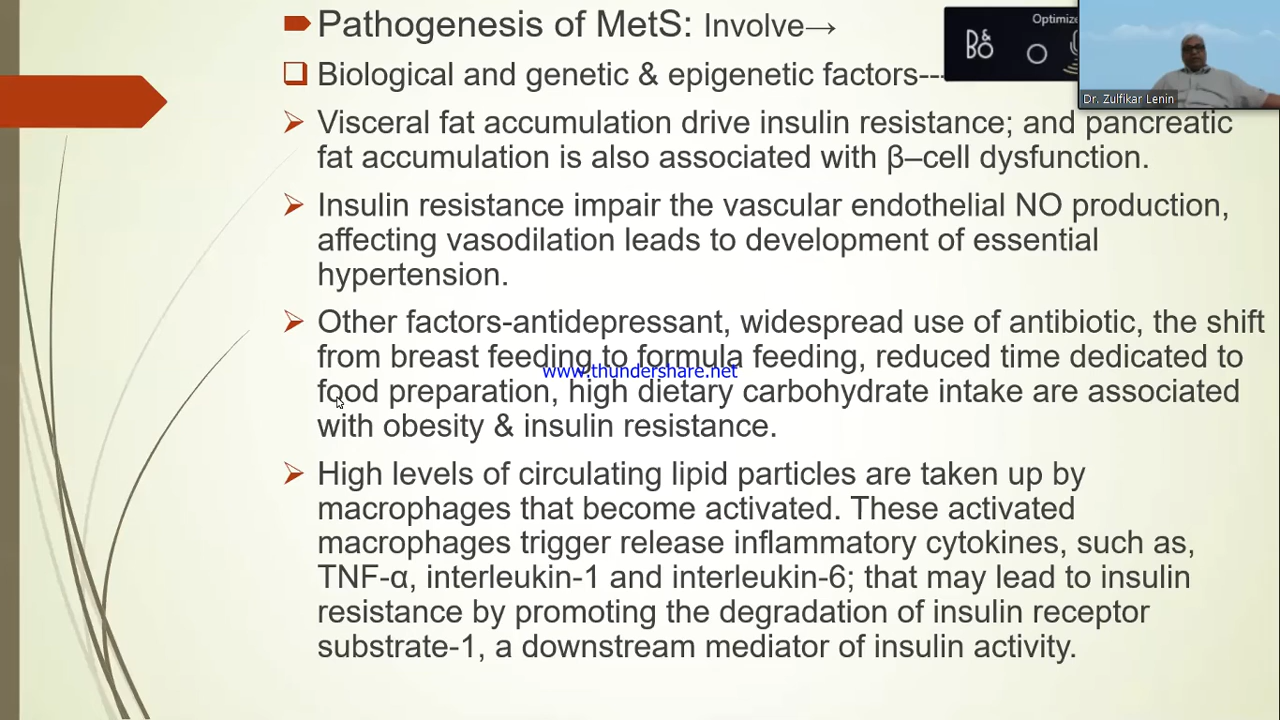 Pathogenesis of MetS: Involve→
Optimize
B&O
Biological and genetic & epigenetic factors--
Dr. Zulfikar Lenin
Visceral fat accumulation drive insulin resistance; and pancreatic
fat accumulation is also associated with β–cell dysfunction.
Insulin resistance impair the vascular endothelial NO production,
affecting vasodilation leads to development of essential
hypertension.
Other factors-antidepressant, widespread use of antibiotic, the shift
from breast feeding to formula feeding, reduced time dedicated to
www.thundershare.net
food preparation, high dietary carbohydrate intake are associated
with obesity & insulin resistance.
High levels of circulating lipid particles are taken up by
macrophages that become activated. These activated
macrophages trigger release inflammatory cytokines, such as,
TNF-α, interleukin-1 and interleukin-6; that may lead to insulin
resistance by promoting the degradation of insulin receptor
substrate-1, a downstream mediator of insulin activity.